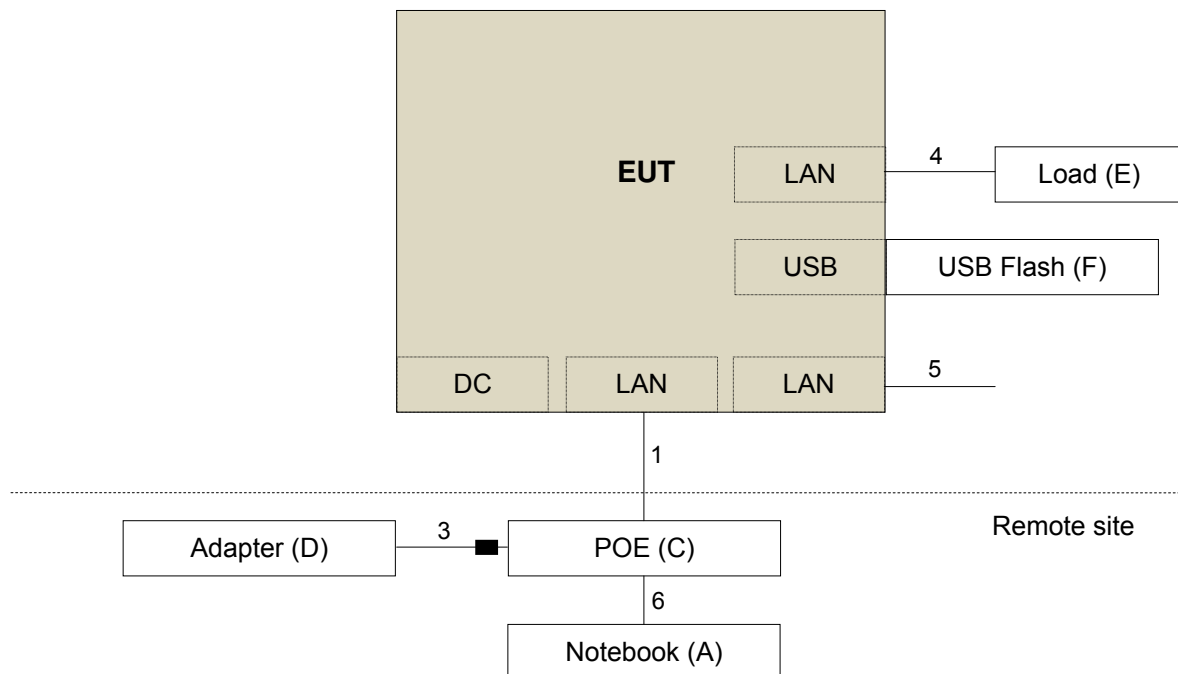 4
EUT
LAN
Load (E)
USB
USB Flash (F)
5
DC
LAN
LAN
1
Remote site
3
Adapter (D)
POE (C)
6
Notebook (A)